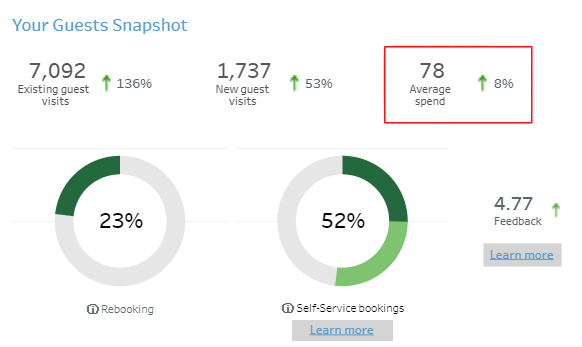 Your Guests Snapshot
7,092
Existing guest
visits
136%
1,737
New guest
visits
53%
78
Average
spend
8%
23%
Rebooking
52%
Self-Service bookings
Learn more
4.77
Feedback
Learn more